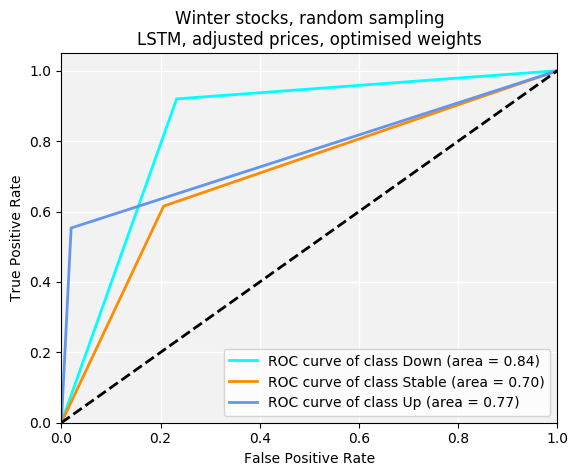 Winter stocks, random sampling
LSTM, adjusted prices, optimised weights
True Positive Rate
1.0
0.8
0.6
0.4
0.2
0.0
ROC curve of class Down (area = 0.84)
ROC curve of class Stable (area = 0.70)
ROC curve of class Up (area = 0.77)
0.0 0.2 0.4 0.6 0.8 1.0
False Positive Rate